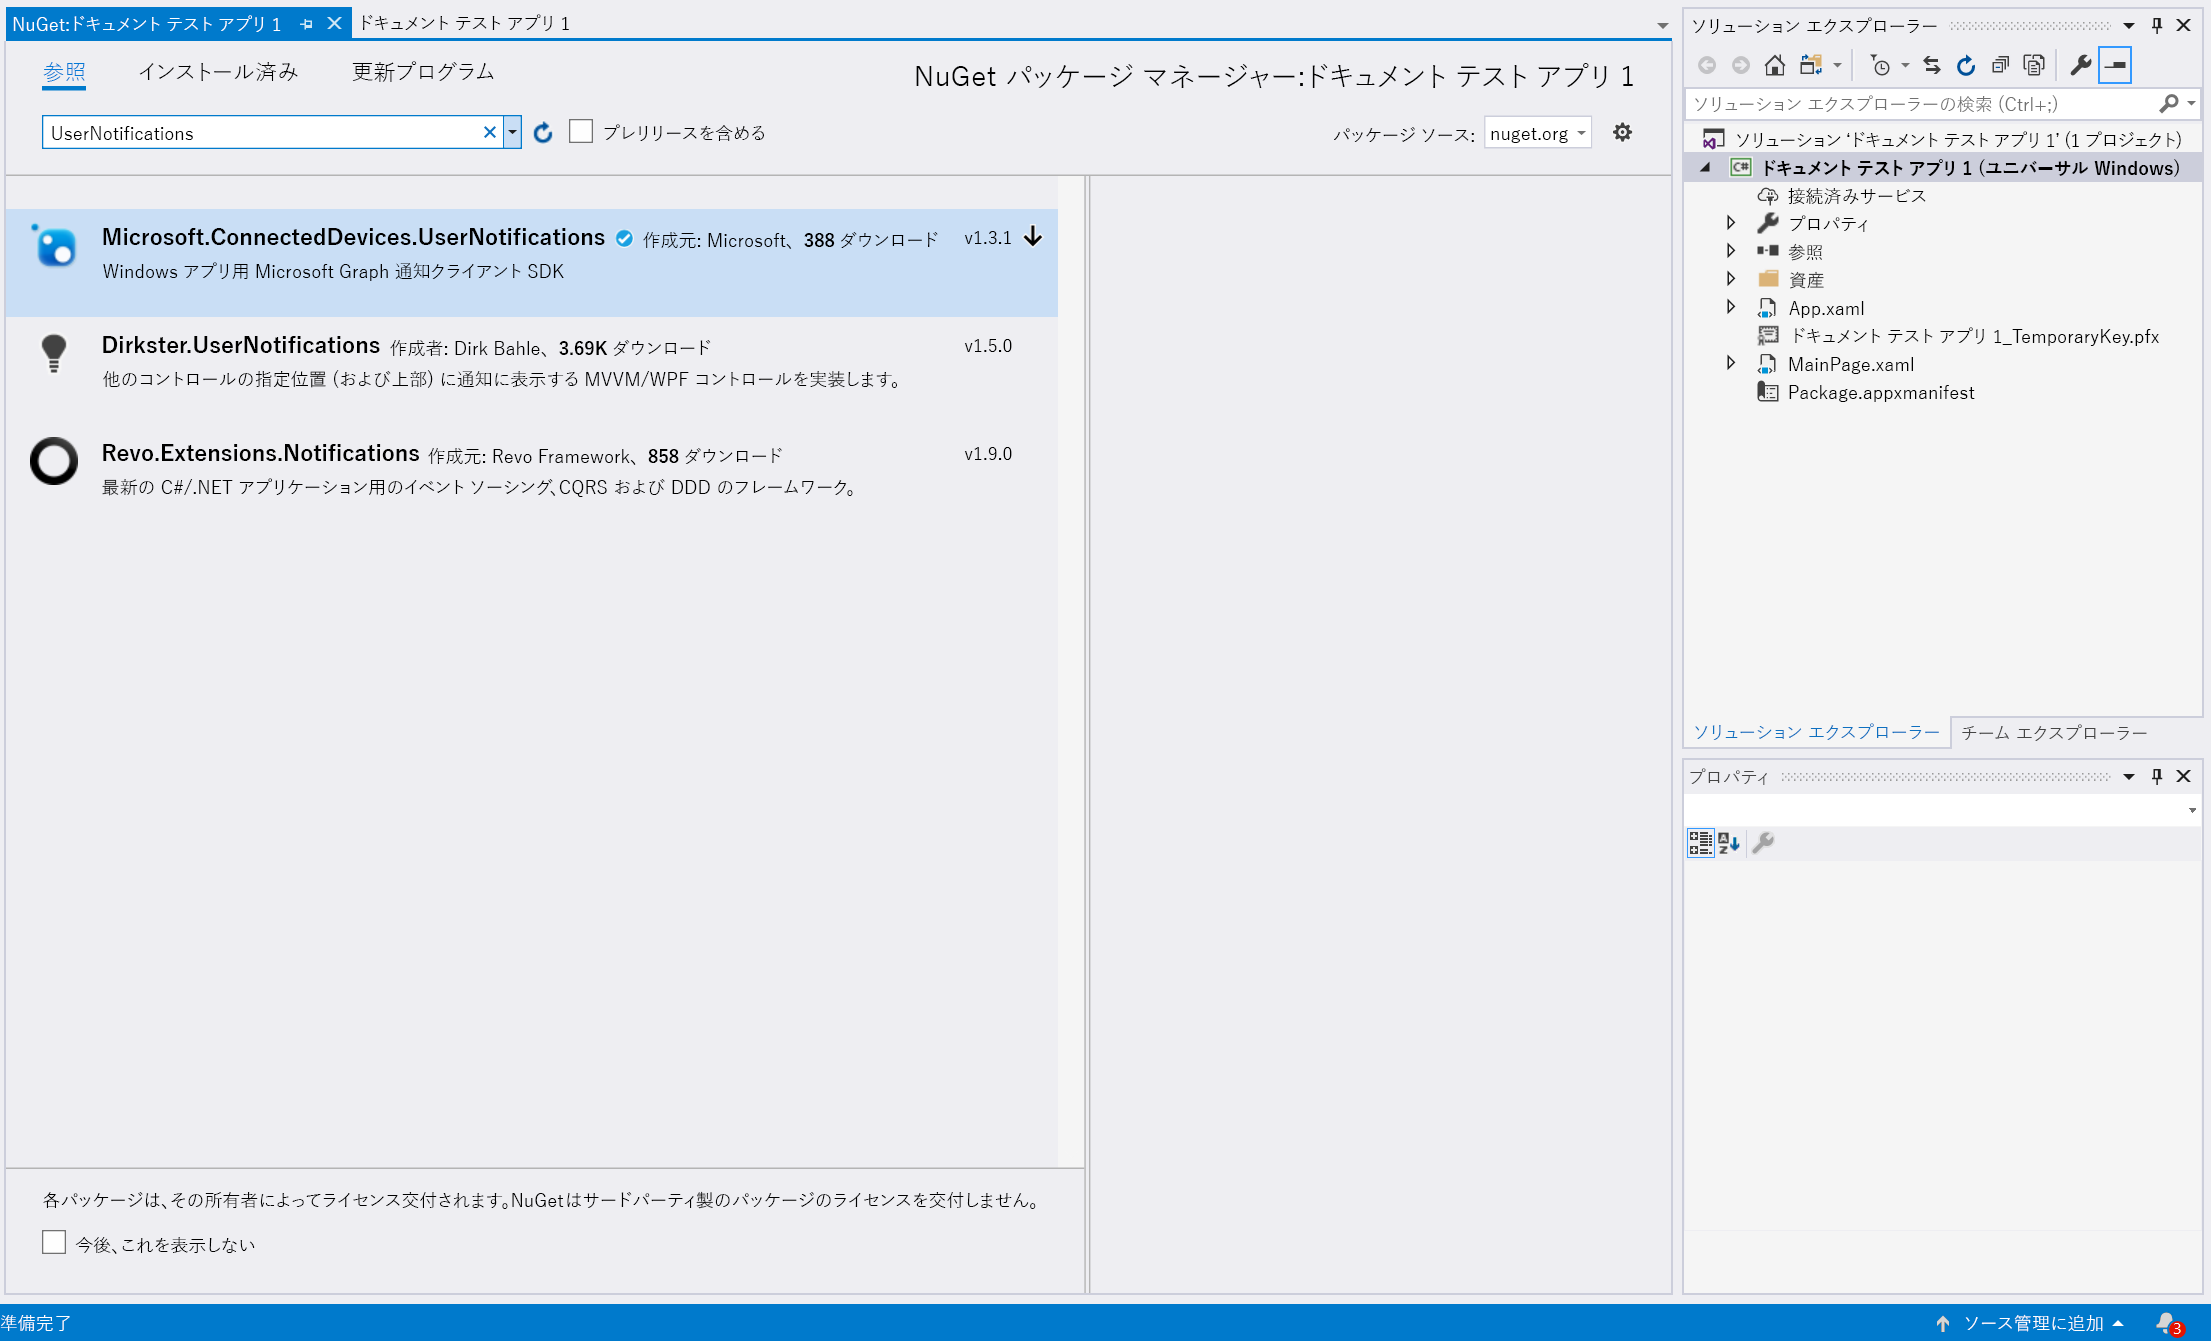 NuGet:ドキュメント テスト アプリ 1
ドキュメント テスト アプリ 1
参照 インストール済み 更新プログラム
NuGet パッケージ マネージャー:ドキュメント テスト アプリ 1
UserNotifications
プレリリースを含める
パッケージ ソース: nuget.org
Microsoft.ConnectedDevices.UserNotifications 作成元: Microsoft、388 ダウンロード v1.3.1
Windows アプリ用 Microsoft Graph 通知クライアント SDK
Dirkster.UserNotifications 作成者: Dirk Bahle、3.69K ダウンロード v1.5.0
他のコントロールの指定位置 (および上部) に通知に表示する MVVM/WPF コントロールを実装します。
Revo.Extensions.Notifications 作成元: Revo Framework、858 ダウンロード v1.9.0
最新の C#/.NET アプリケーション用のイベント ソーシング、CQRS および DDD のフレームワーク。
各パッケージは、その所有者によってライセンス交付されます。NuGetはサードパーティ製のパッケージのライセンスを交付しません。
今後、これを表示しない
ソリューション エクスプローラー
ソリューション エクスプローラーの検索 (Ctrl+;)
ソリューション ‘ドキュメント テスト アプリ 1’ (1 プロジェクト)
C# ドキュメント テスト アプリ 1 (ユニバーサル Windows)
接続済みサービス
プロパティ
参照
資産
App.xaml
ドキュメント テスト アプリ 1_TemporaryKey.pfx
MainPage.xaml
Package.appxmanifest
ソリューション エクスプローラー チーム エクスプローラー
プロパティ
準備完了
ソース管理に追加
3